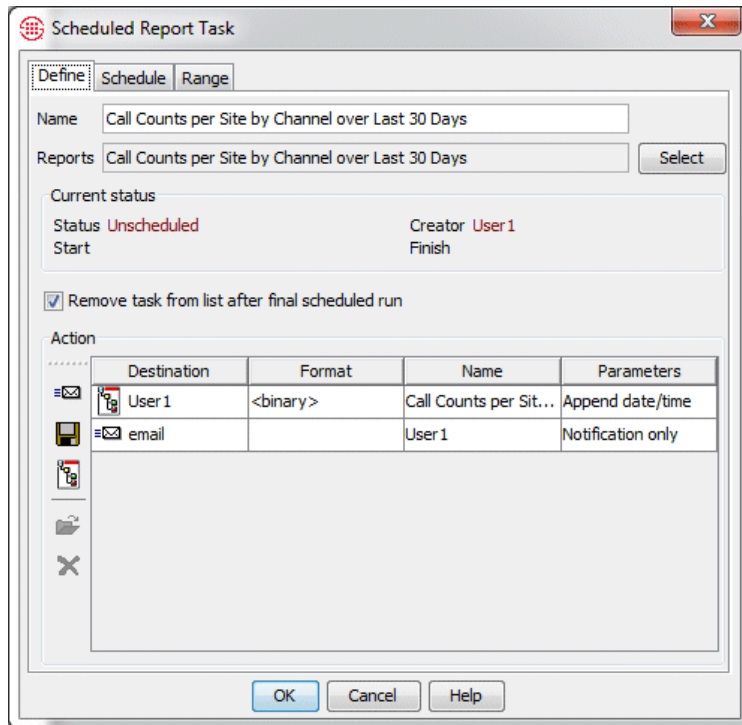 Scheduled Report Task
Define Schedule Range
Name Call Counts per Site by Channel over Last 30 Days
Reports Call Counts per Site by Channel over Last 30 Days Select
Current status
Status Unscheduled Creator User1
Start Finish
Remove task from list after final scheduled run
Action
Destination Format Name Parameters
User1 <binary> Call Counts per Sit... Append date/time
email User1 Notification only
OK Cancel Help